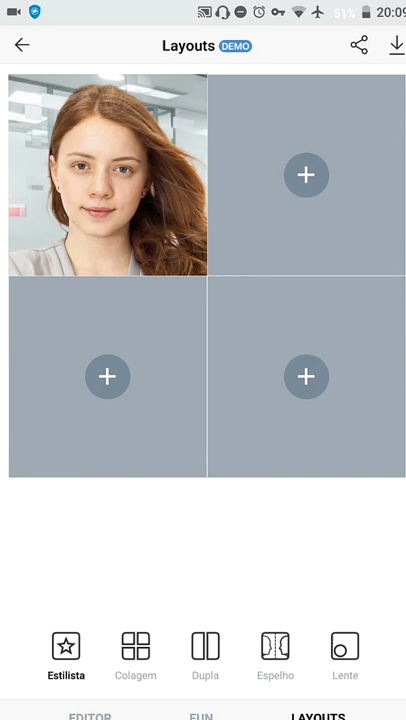 51% 20:09
Layouts DEMO
Estilista Colagem Dupla Espelho Lente
EDITOR FUN LAYOUTS